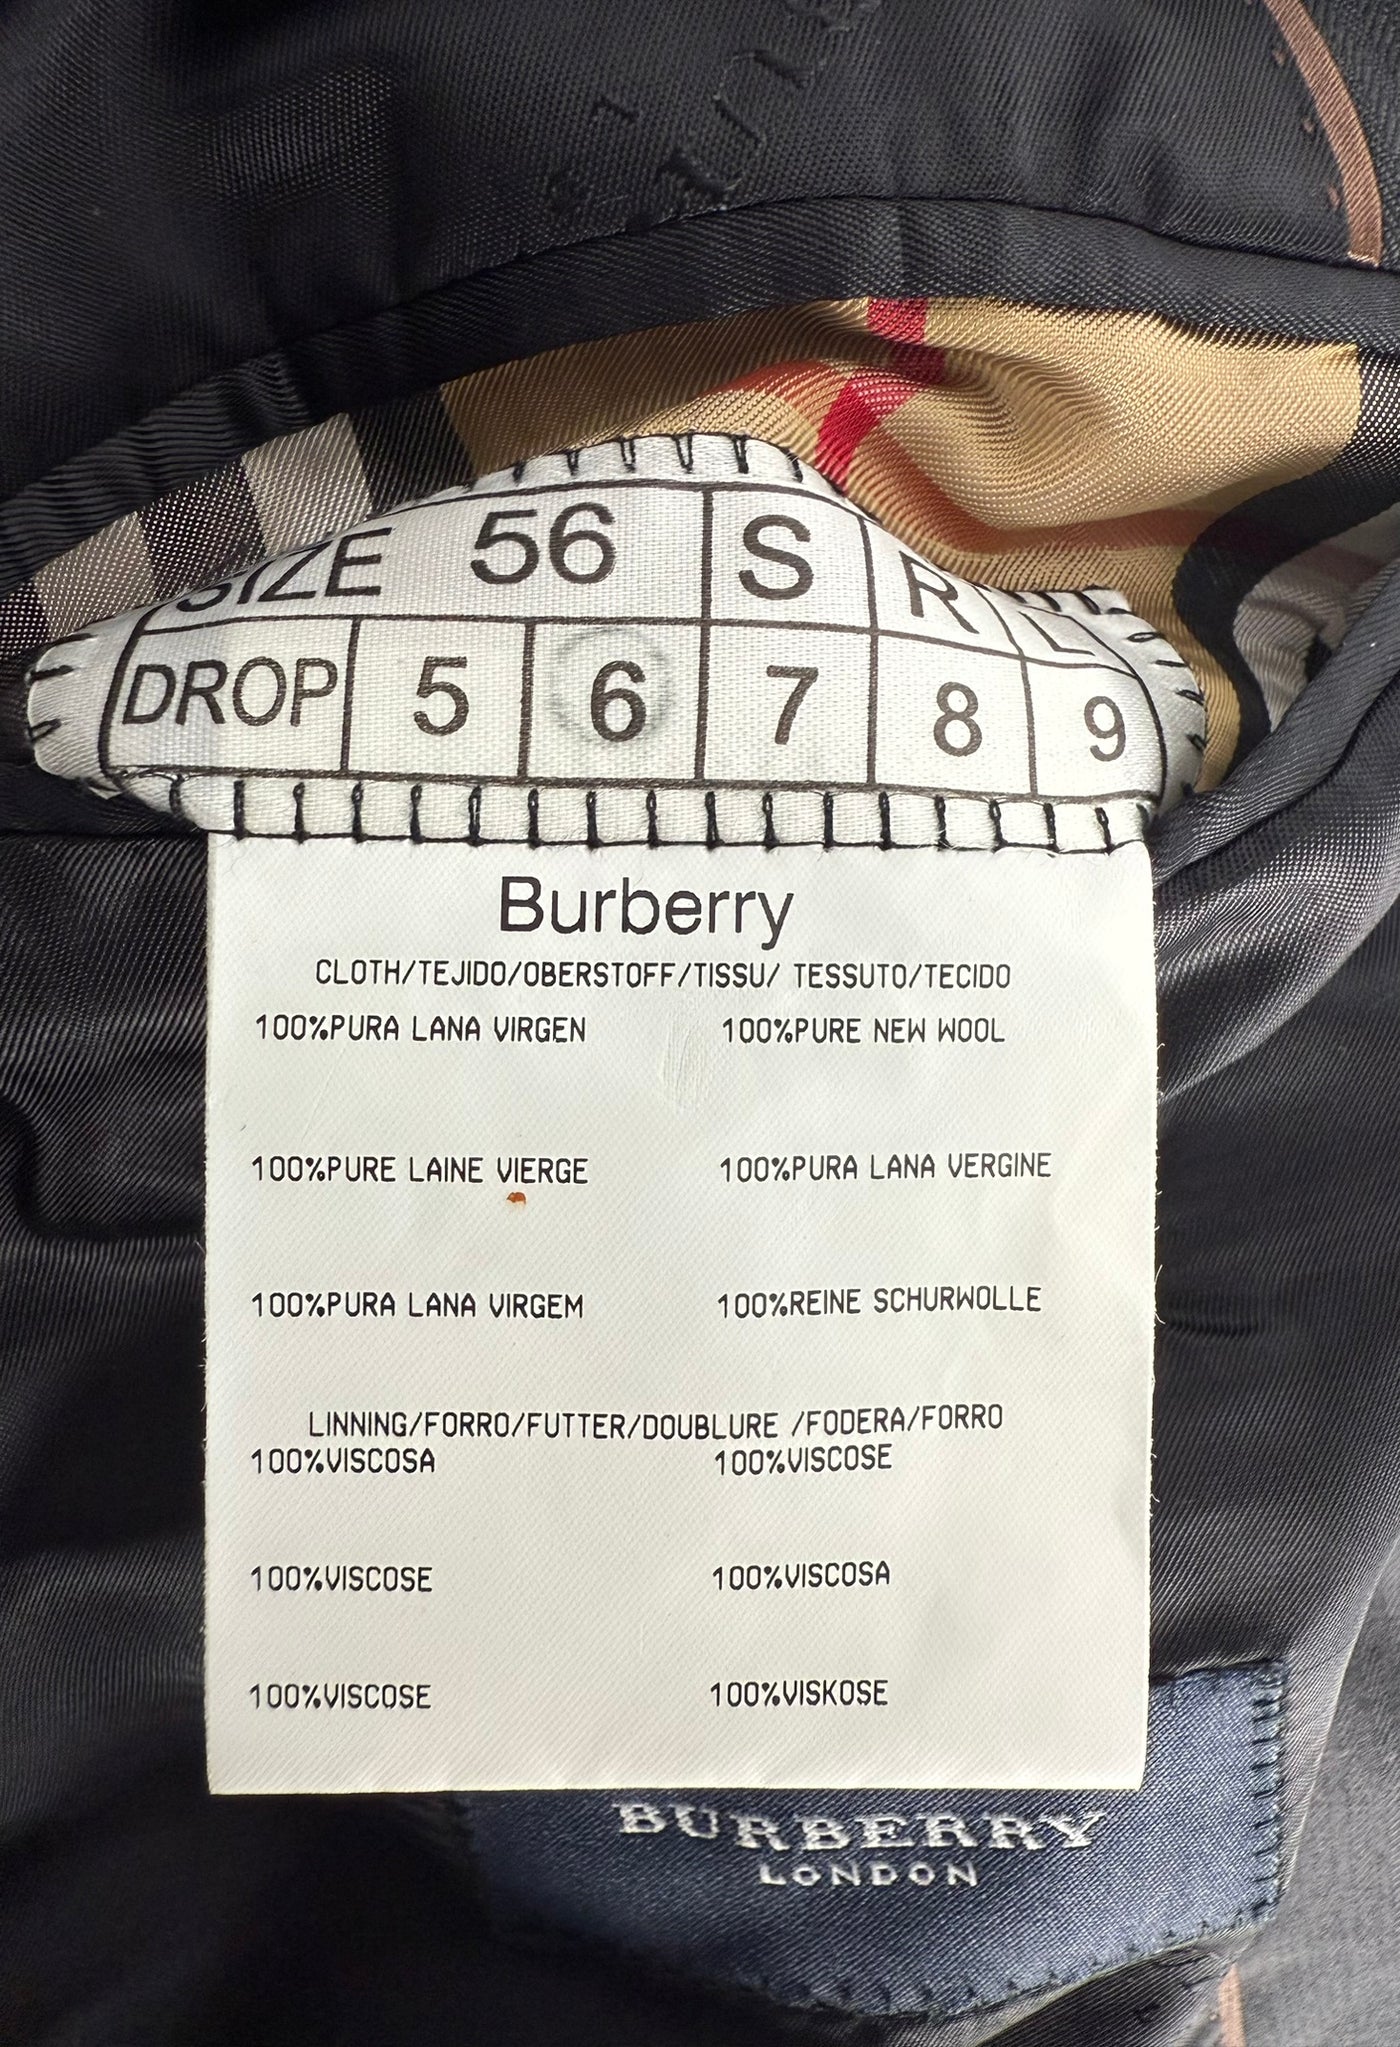 SIZE 56 S R L
DROP 5 6 7 8 9
Burberry
CLOTH/TEJIDO/OBERSTOFF/TISSU/ TESSUTO/TECIDO
100%PURA LANA VIRGEN 100%PURE NEW WOOL
100%PURE LAINE VIERGE 100%PURA LANA VERGINE
100%PURA LANA VIRGEM 100%REINE SCHURWOLLE
LINNING/FORRO/FUTTER/DOUBLURE /FODERA/FORRO
100%VISCOSA 100%VISCOSE
100%VISCOSE 100%VISCOSA
100%VISCOSE 100%VISKOSE
BURBERRY
LONDON